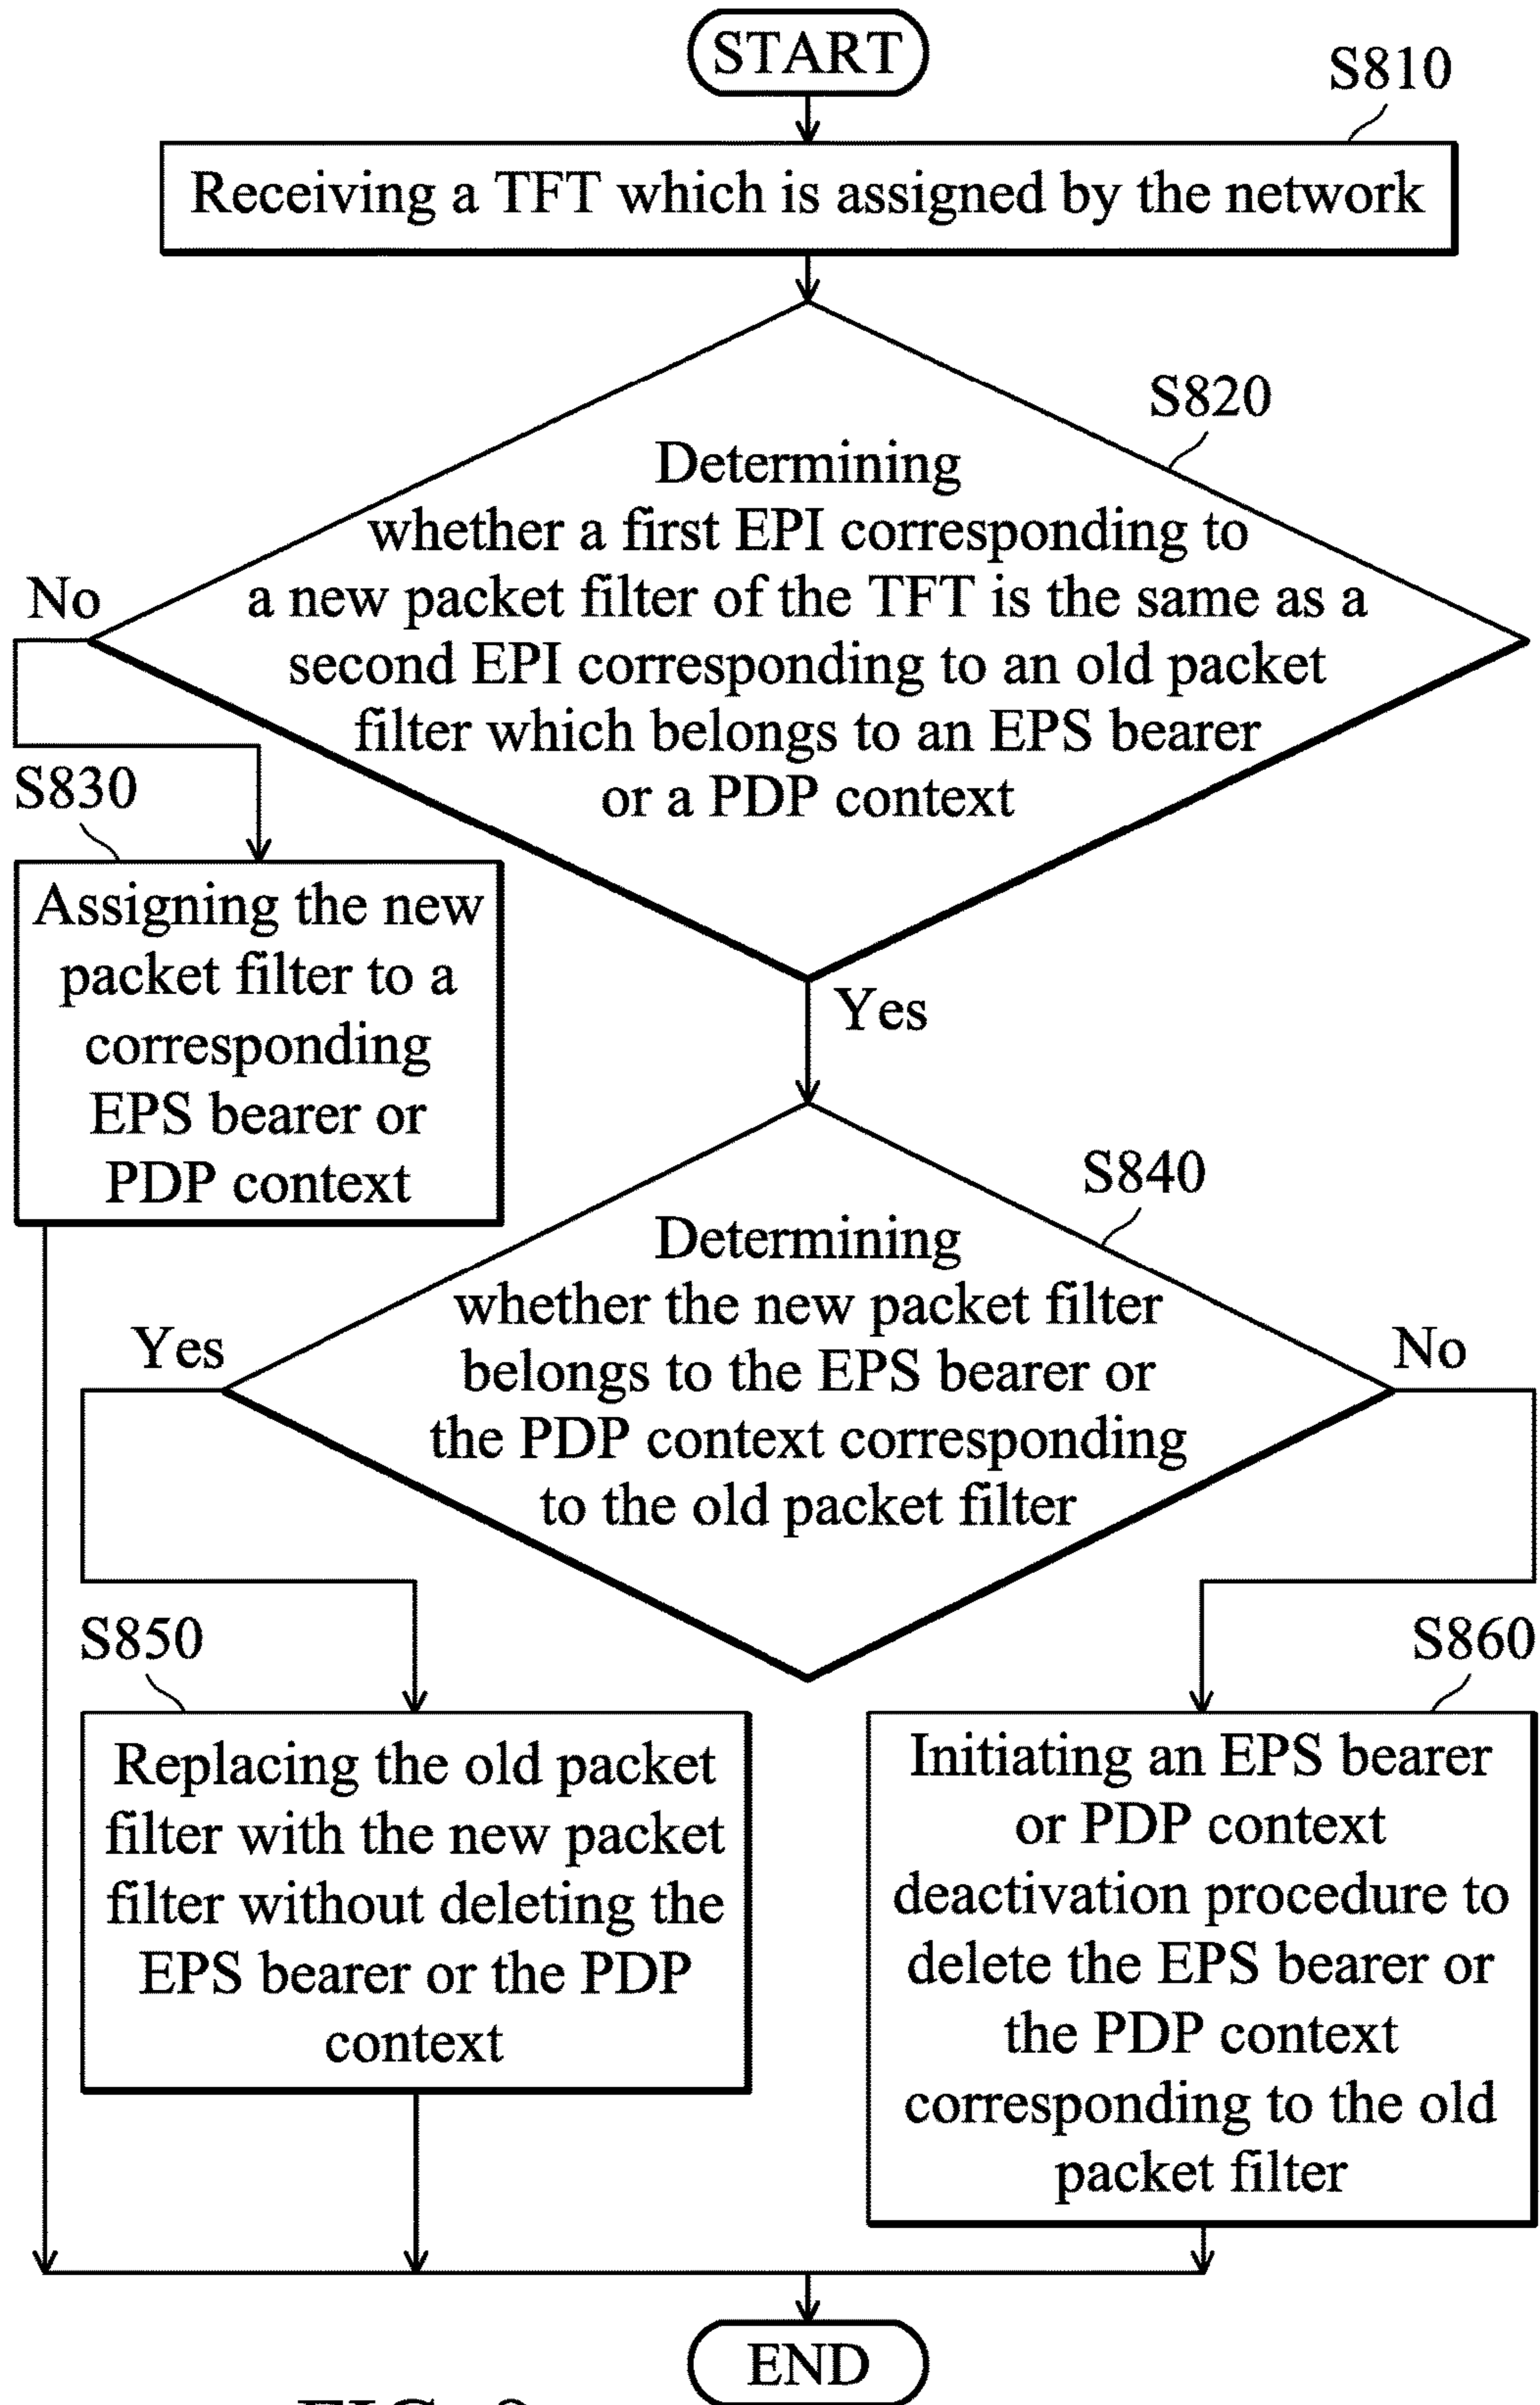 START
S810
Receiving a TFT which is assigned by the network
S820
Determining
whether a first EPI corresponding to
a new packet filter of the TFT is the same as a
second EPI corresponding to an old packet
filter which belongs to an EPS bearer
or a PDP context
No
Yes
S830
Assigning the new
packet filter to a
corresponding
EPS bearer or
PDP context
S840
Determining
whether the new packet filter
belongs to the EPS bearer or
the PDP context corresponding
to the old packet filter
Yes
No
S850
Replacing the old packet
filter with the new packet
filter without deleting the
EPS bearer or the PDP
context
S860
Initiating an EPS bearer
or PDP context
deactivation procedure to
delete the EPS bearer or
the PDP context
corresponding to the old
packet filter
END